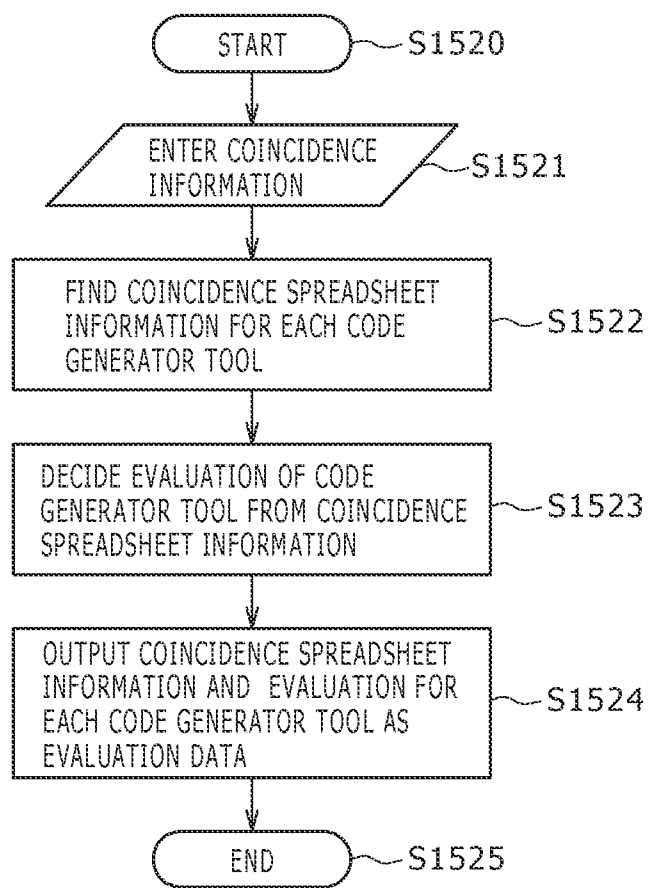 START
S1520
ENTER COINCIDENCE
INFORMATION
S1521
FIND COINCIDENCE SPREADSHEET
INFORMATION FOR EACH CODE
GENERATOR TOOL
S1522
DECIDE EVALUATION OF CODE
GENERATOR TOOL FROM COINCIDENCE
SPREADSHEET INFORMATION
S1523
OUTPUT COINCIDENCE SPREADSHEET
INFORMATION AND EVALUATION FOR
EACH CODE GENERATOR TOOL AS
EVALUATION DATA
S1524
END
S1525